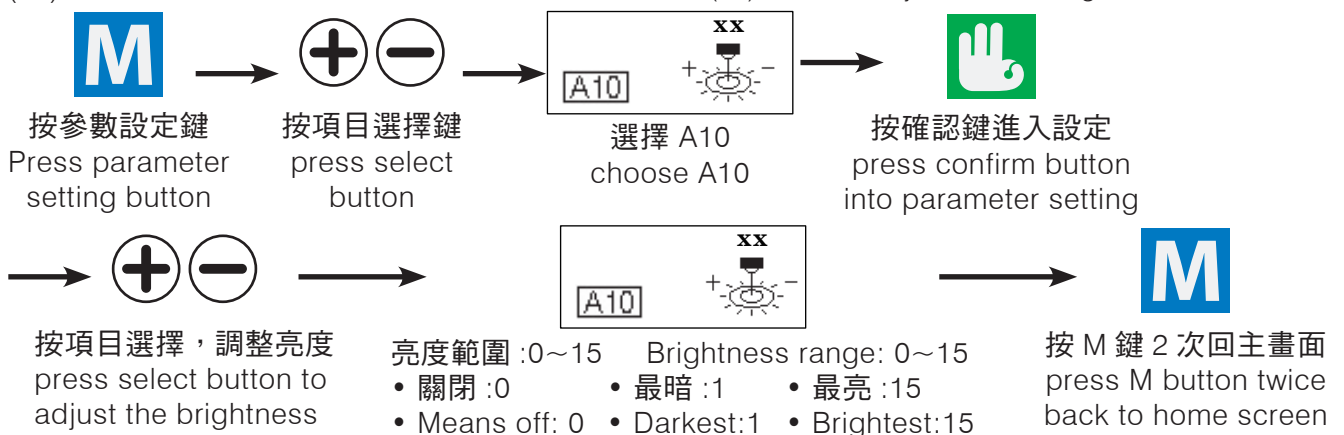 M
xx
A10
按參數設定鍵
Press parameter
setting button
按項目選擇鍵
press select
button
選擇 A10
choose A10
按確認鍵進入設定
press confirm button
into parameter setting
xx
A10
M
按項目選擇，調整亮度
press select button to
adjust the brightness
亮度範圍 :0~15 Brightness range: 0~15
• 關閉 :0 • 最暗 :1 • 最亮 :15
• Means off: 0 • Darkest:1 • Brightest:15
按 M 鍵 2 次回主畫面
press M button twice
back to home screen